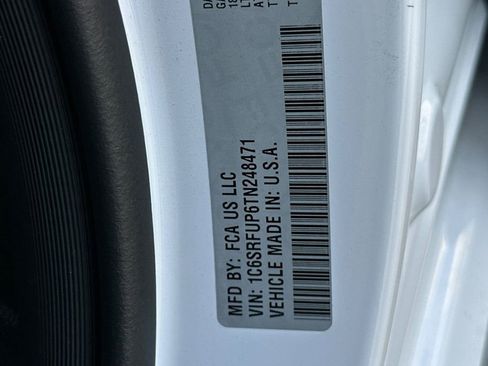 MFD BY: FCA US LLC
VIN: 1C6SRFUP6TN248471
VEHICLE MADE IN: U.S.A.